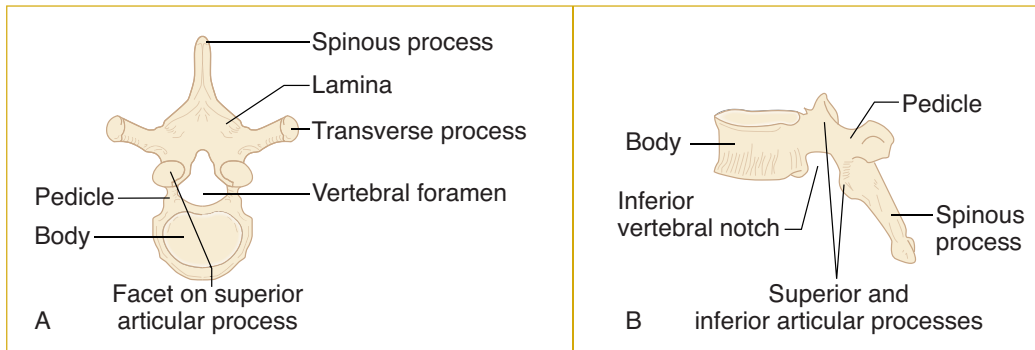 Spinous process
Lamina
Transverse process
Vertebral foramen
Pedicle
Body
Facet on superior
articular process
A
Pedicle
Body
Inferior
vertebral notch
Spinous
process
Superior and
inferior articular processes
B